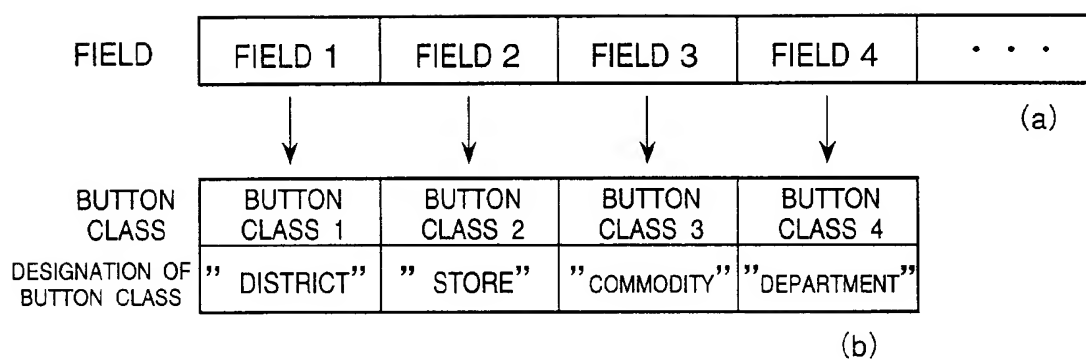 FIELD FIELD 1 FIELD 2 FIELD 3 FIELD 4 · · ·
(a)
BUTTON CLASS BUTTON CLASS 1 BUTTON CLASS 2 BUTTON CLASS 3 BUTTON CLASS 4
DESIGNATION OF BUTTON CLASS " DISTRICT" " STORE" "COMMODITY" "DEPARTMENT"
(b)